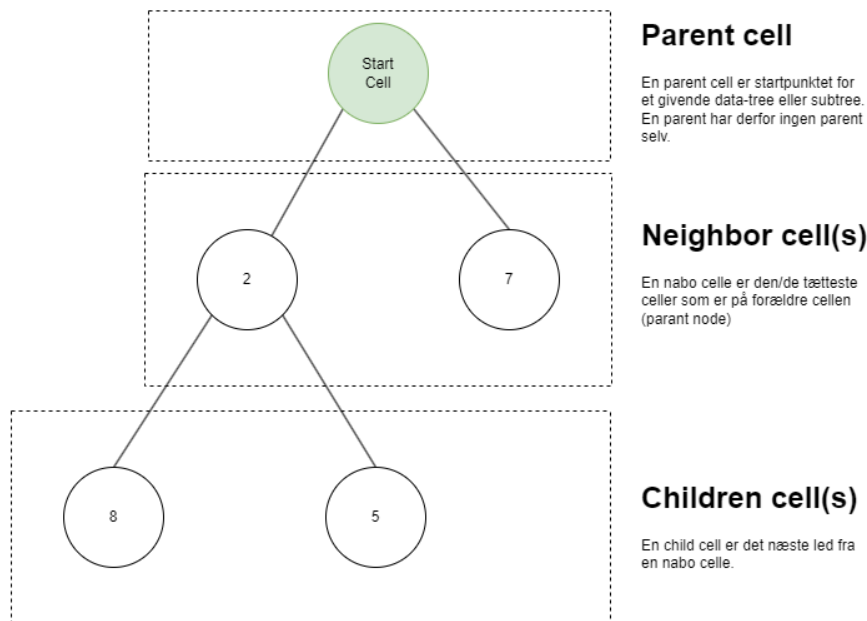 Start
Cell
Parent cell
En parent cell er startpunktet for
et givende data-tree eller subtree.
En parent har derfor ingen parent
selv.
2
7
Neighbor cell(s)
En nabo celle er den/de tætteste
celler som er på forældre cellen
(parant node)
8
5
Children cell(s)
En child cell er det næste led fra
en nabo celle.